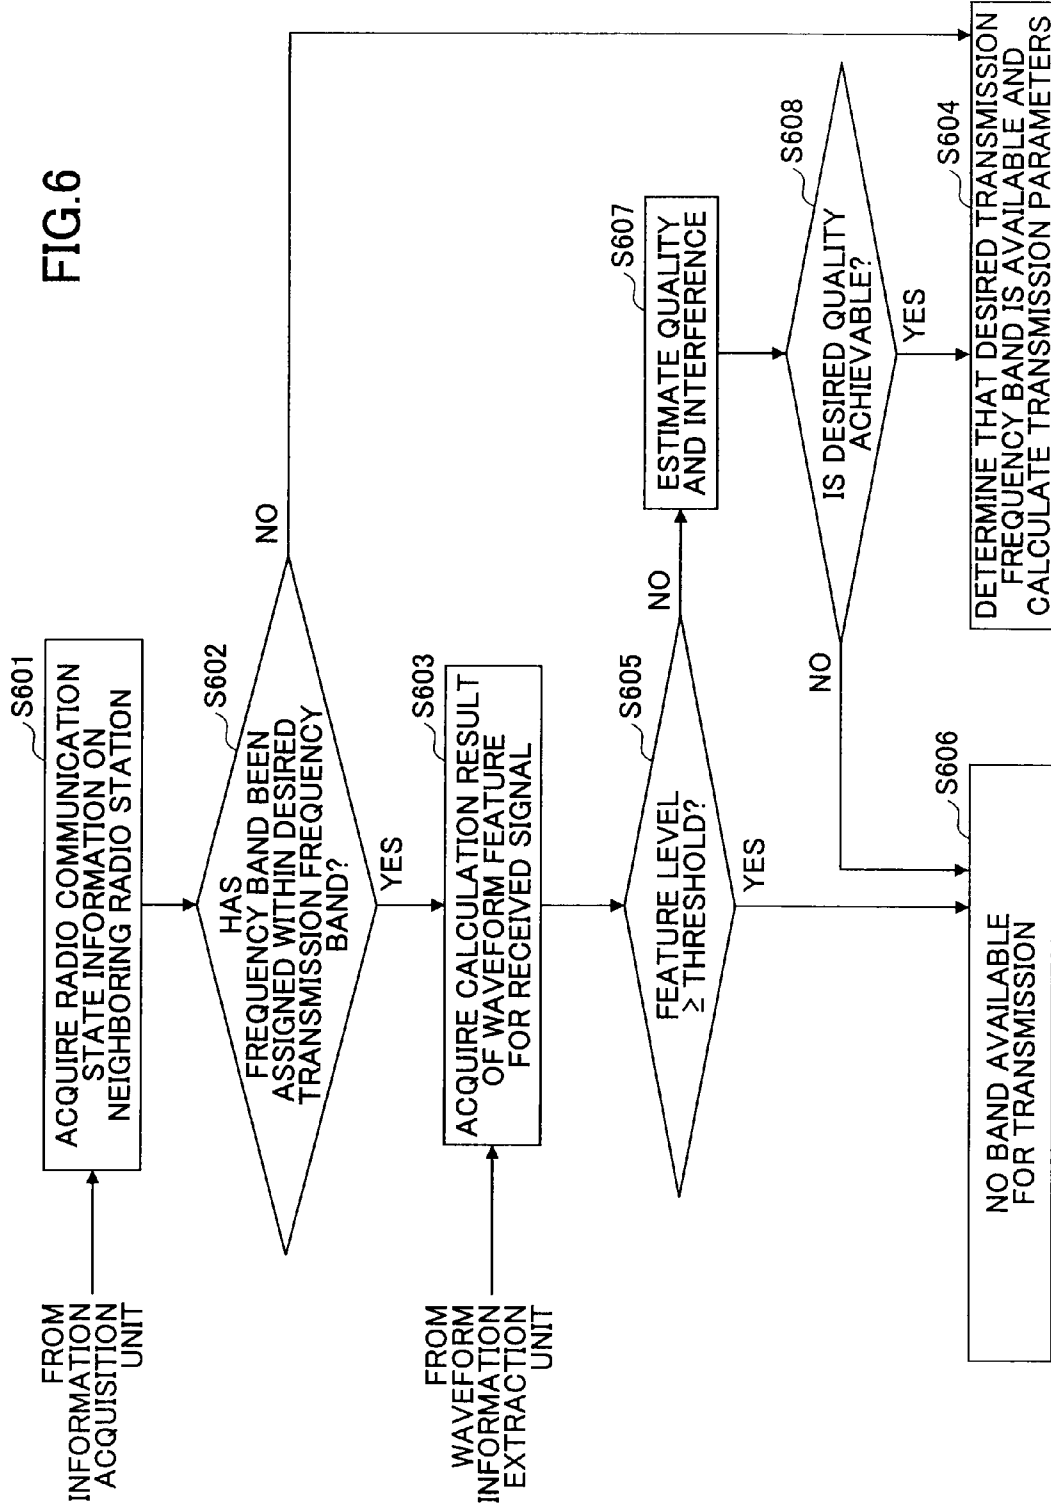 FIG.6
FROM
INFORMATION
ACQUISITION
UNIT
S601
ACQUIRE RADIO COMMUNICATION
STATE INFORMATION ON
NEIGHBORING RADIO STATION
S602
HAS
FREQUENCY BAND BEEN
ASSIGNED WITHIN DESIRED
TRANSMISSION FREQUENCY
BAND?
NO
YES
FROM
WAVEFORM
INFORMATION
EXTRACTION
UNIT
S603
ACQUIRE CALCULATION RESULT
OF WAVEFORM FEATURE
FOR RECEIVED SIGNAL
S605
FEATURE LEVEL
≥ THRESHOLD?
NO
YES
S607
ESTIMATE QUALITY
AND INTERFERENCE
S608
IS DESIRED QUALITY
ACHIEVABLE?
NO
YES
S606
NO BAND AVAILABLE
FOR TRANSMISSION
S604
DETERMINE THAT DESIRED TRANSMISSION
FREQUENCY BAND IS AVAILABLE AND
CALCULATE TRANSMISSION PARAMETERS